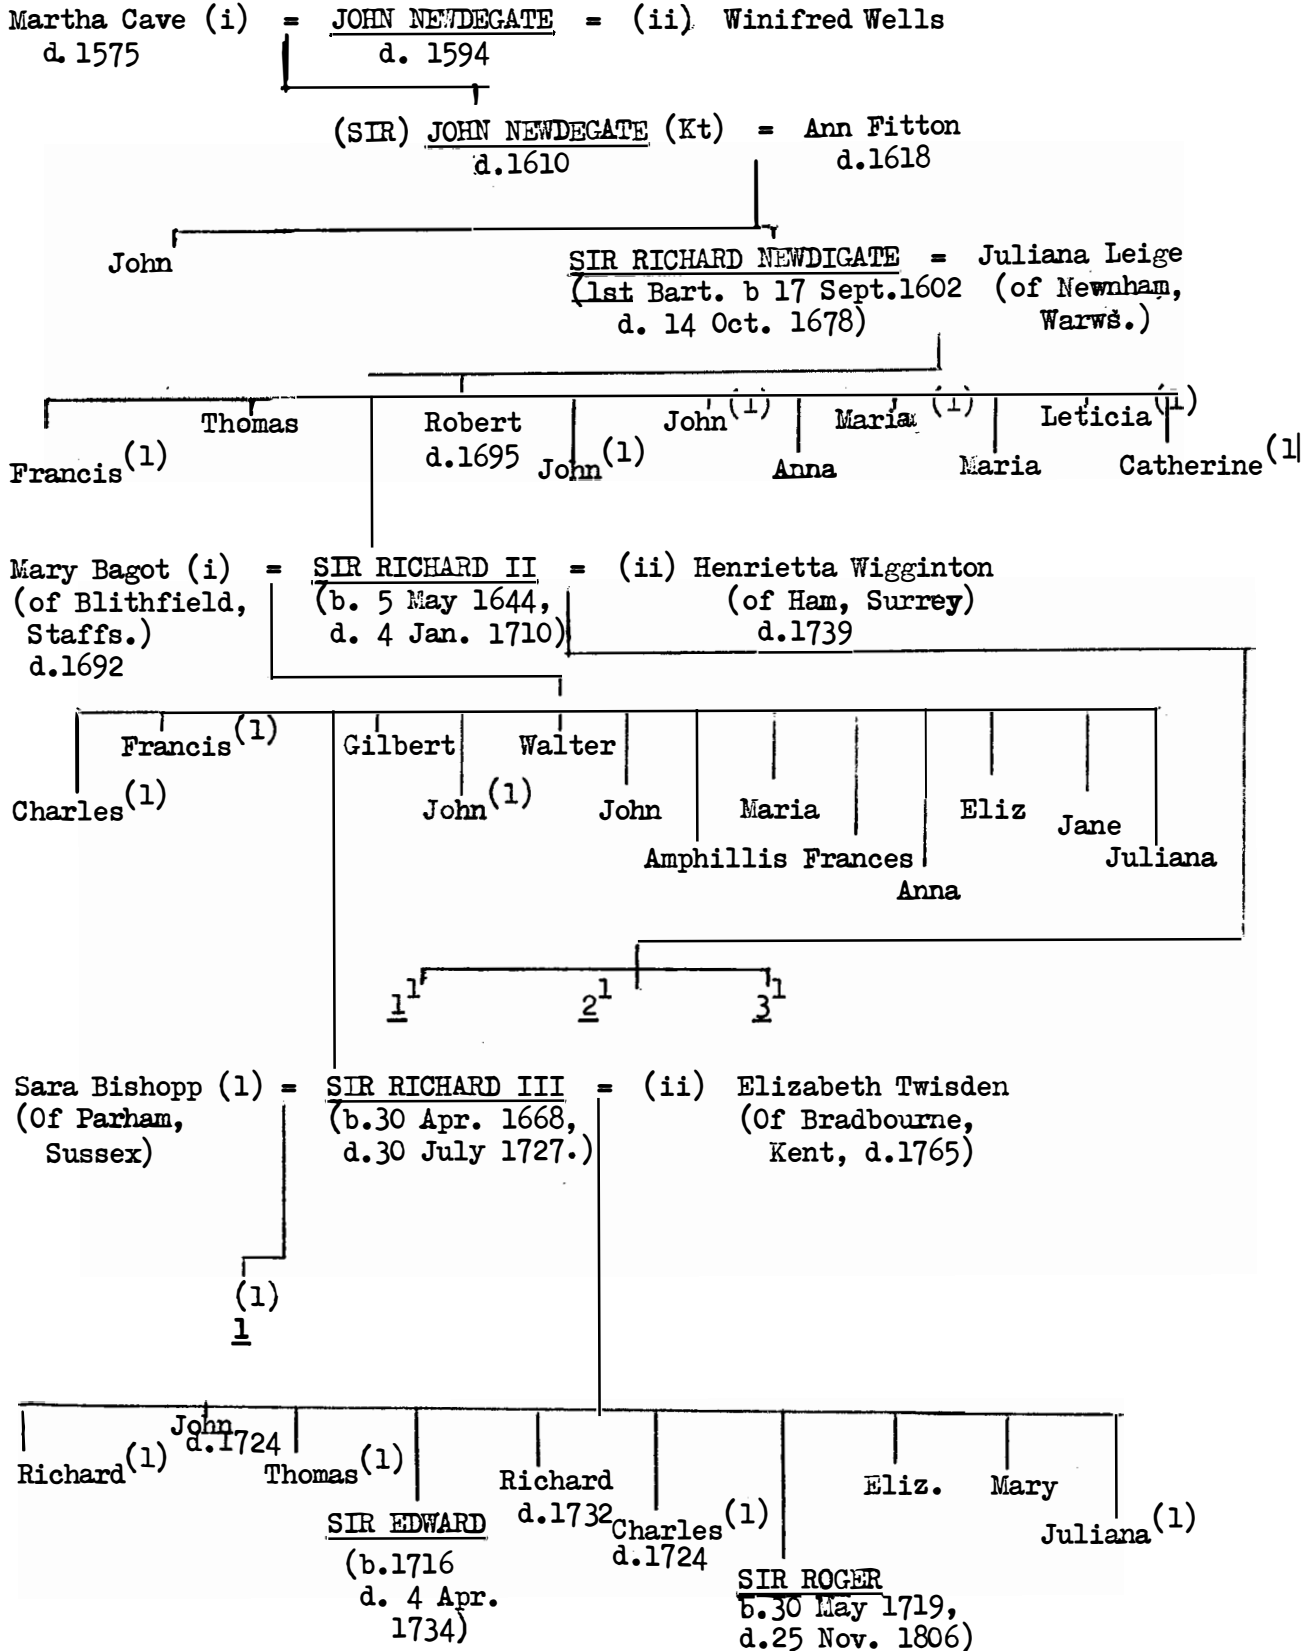 Martha Cave (i) = JOHN NEWDEGATE = (ii) Winifred Wells
d. 1575 d. 1594
(SIR) JOHN NEWDEGATE (Kt) = Ann Fitton
d.1610 d.1618
John
SIR RICHARD NEWDIGATE = Juliana Leige
(1st Bart. b 17 Sept.1602 (of Newnham,
d. 14 Oct. 1678) Warws.)
Thomas Robert John(1) Maria (1) Leticia(1)
d.1695
Francis(1) John(1) Anna Maria Catherine(1
Mary Bagot (i) = SIR RICHARD II = (ii) Henrietta Wigginton
(of Blithfield, (b. 5 May 1644, (of Ham, Surrey)
Staffs.) d. 4 Jan. 1710) d.1739
d.1692
Francis(1) Gilbert Walter
Charles(1) John(1) John Maria Eliz Jane
Amphillis Frances Juliana
Anna
1¹ 2¹ 3¹
Sara Bishopp (1) = SIR RICHARD III = (ii) Elizabeth Twisden
(Of Parham, (b.30 Apr. 1668, (Of Bradbourne,
Sussex) d.30 July 1727.) Kent, d.1765)
(1)
1
John
d.1724
Richard(1) Thomas(1) Richard Eliz. Mary
d.1732
SIR EDWARD Charles(1) Juliana(1)
(b.1716 d.1724
d. 4 Apr. SIR ROGER
1734) b.30 May 1719,
d.25 Nov. 1806)